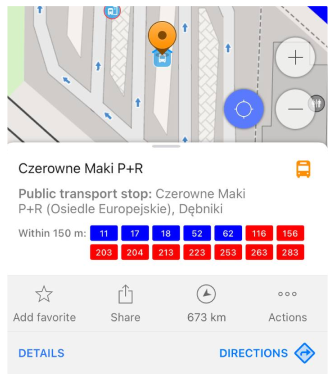 Czerowne Maki P+R
Public transport stop: Czerowne Maki
P+R (Osiedle Europejskie), Dębniki
Within 150 m: 11 17 18 52 62 116 156
203 204 213 223 253 263 283
Add favorite Share 673 km Actions
DETAILS DIRECTIONS